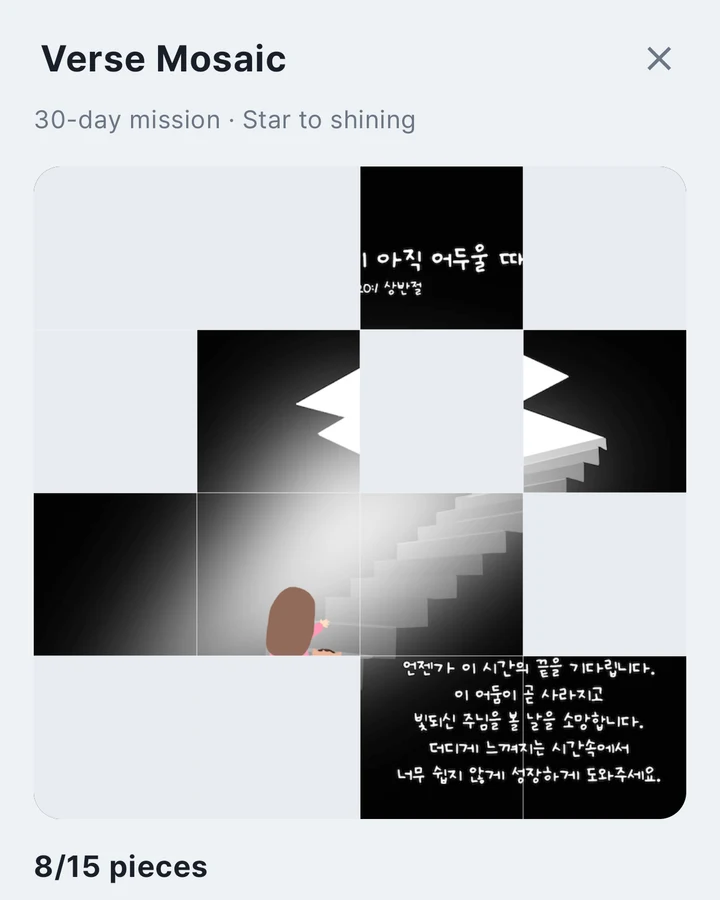 Verse Mosaic
30-day mission · Star to shining
아직 어두울 때
20:1 상반절
언젠가 이 시간의 끝을 기다립니다.
이 어둠이 곧 사라지고
빛되신 주님을 볼 날을 소망합니다.
더디게 느껴지는 시간속에서
너무 쉽지 않게 성장하게 도와주세요.
8/15 pieces